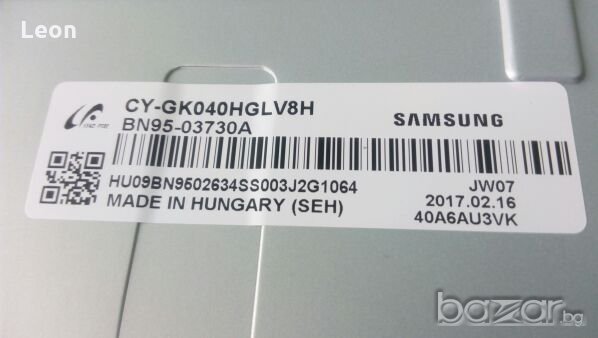 Leon
CY-GK040HGLV8H
BN95-03730A
SAMSUNG
HU09BN9502634SS003J2G1064
MADE IN HUNGARY (SEH)
JW07
2017.02.16
40A6AU3VK
bazar.bg